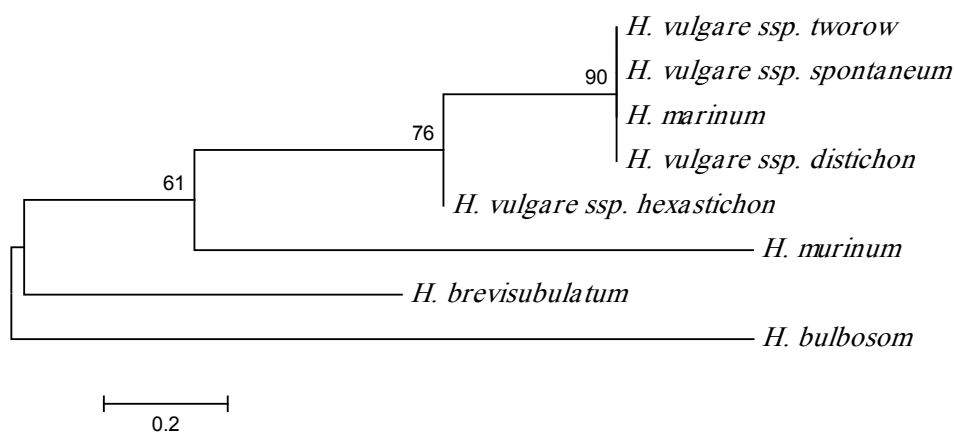 H. vulgare ssp. tworow
90
H. vulgare ssp. spontaneum
H. marinum
76
H. vulgare ssp. distichon
61
H. vulgare ssp. hexastichon
H. murinum
H. brevisubulatum
H. bulbosom
0.2